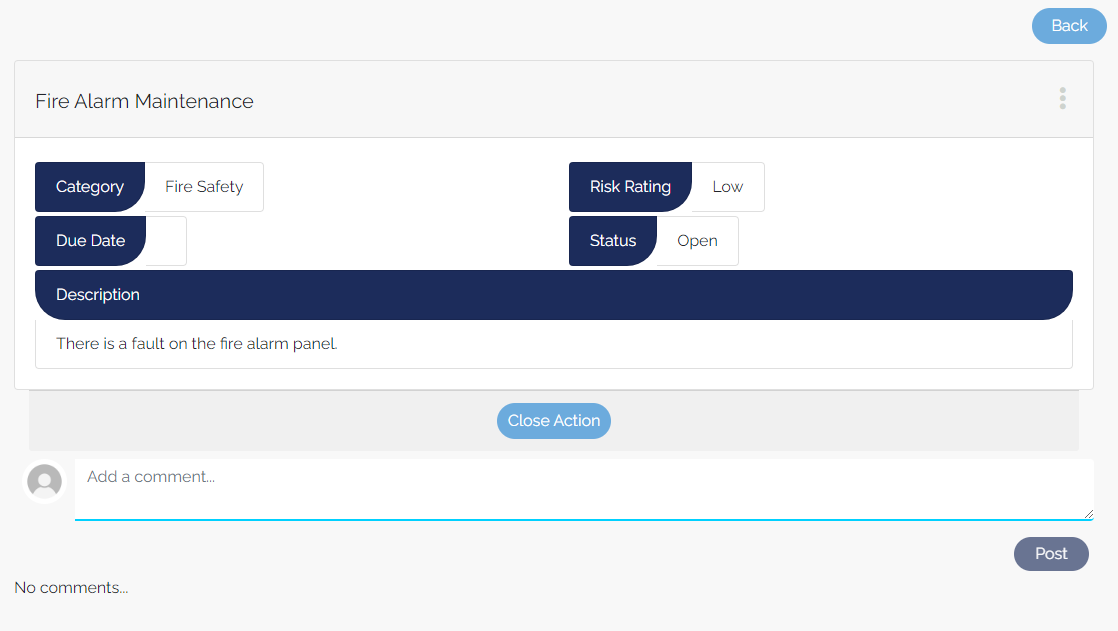 Back
Fire Alarm Maintenance
Category Fire Safety Risk Rating Low
Due Date Status Open
Description
There is a fault on the fire alarm panel.
Close Action
Add a comment...
Post
No comments...